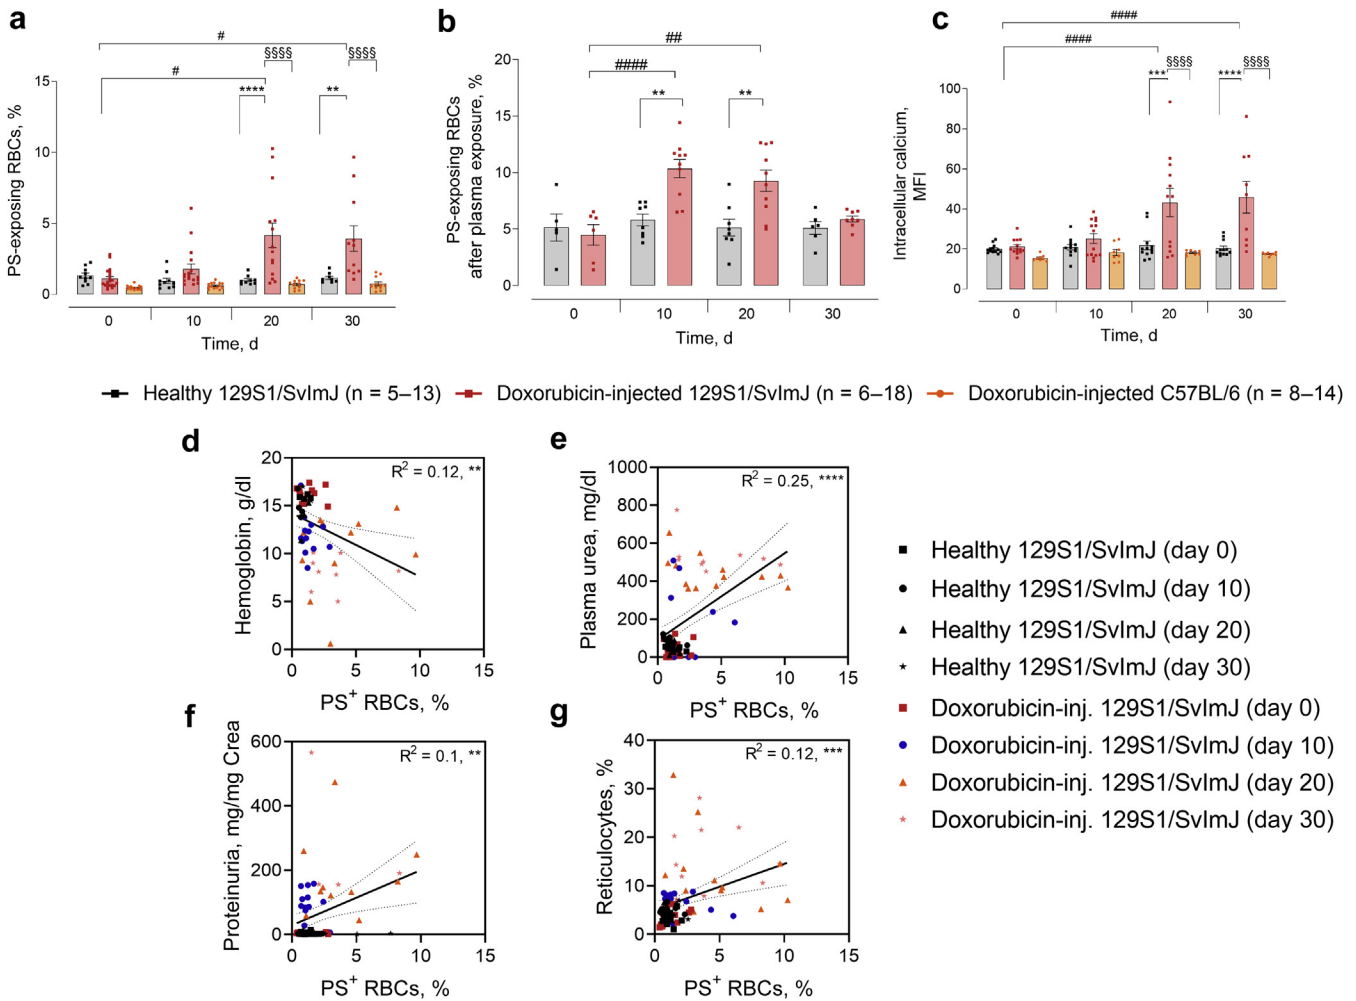 a
#
§§§§
§§§§
#
****
**
PS-exposing RBCs, %
15
10
5
0
0
10
20
30
Time, d
b
##
####
**
**
PS-exposing RBCs
after plasma exposure, %
20
15
10
5
0
0
10
20
30
Time, d
c
####
####
§§§§
§§§§
***
****
Intracellular calcium,
MFI
100
80
60
40
20
0
0
10
20
30
Time, d
Healthy 129S1/SvImJ (n = 5–13)
Doxorubicin-injected 129S1/SvImJ (n = 6–18)
Doxorubicin-injected C57BL/6 (n = 8–14)
d
R² = 0.12, **
Hemoglobin, g/dl
20
15
10
5
0
0
5
10
15
PS⁺ RBCs, %
e
R² = 0.25, ****
Plasma urea, mg/dl
1000
800
600
400
200
0
0
5
10
15
PS⁺ RBCs, %
f
R² = 0.1, **
Proteinuria, mg/mg Crea
600
400
200
0
0
5
10
15
PS⁺ RBCs, %
g
R² = 0.12, ***
Reticulocytes, %
40
30
20
10
0
0
5
10
15
PS⁺ RBCs, %
Healthy 129S1/SvImJ (day 0)
Healthy 129S1/SvImJ (day 10)
Healthy 129S1/SvImJ (day 20)
Healthy 129S1/SvImJ (day 30)
Doxorubicin-inj. 129S1/SvImJ (day 0)
Doxorubicin-inj. 129S1/SvImJ (day 10)
Doxorubicin-inj. 129S1/SvImJ (day 20)
Doxorubicin-inj. 129S1/SvImJ (day 30)